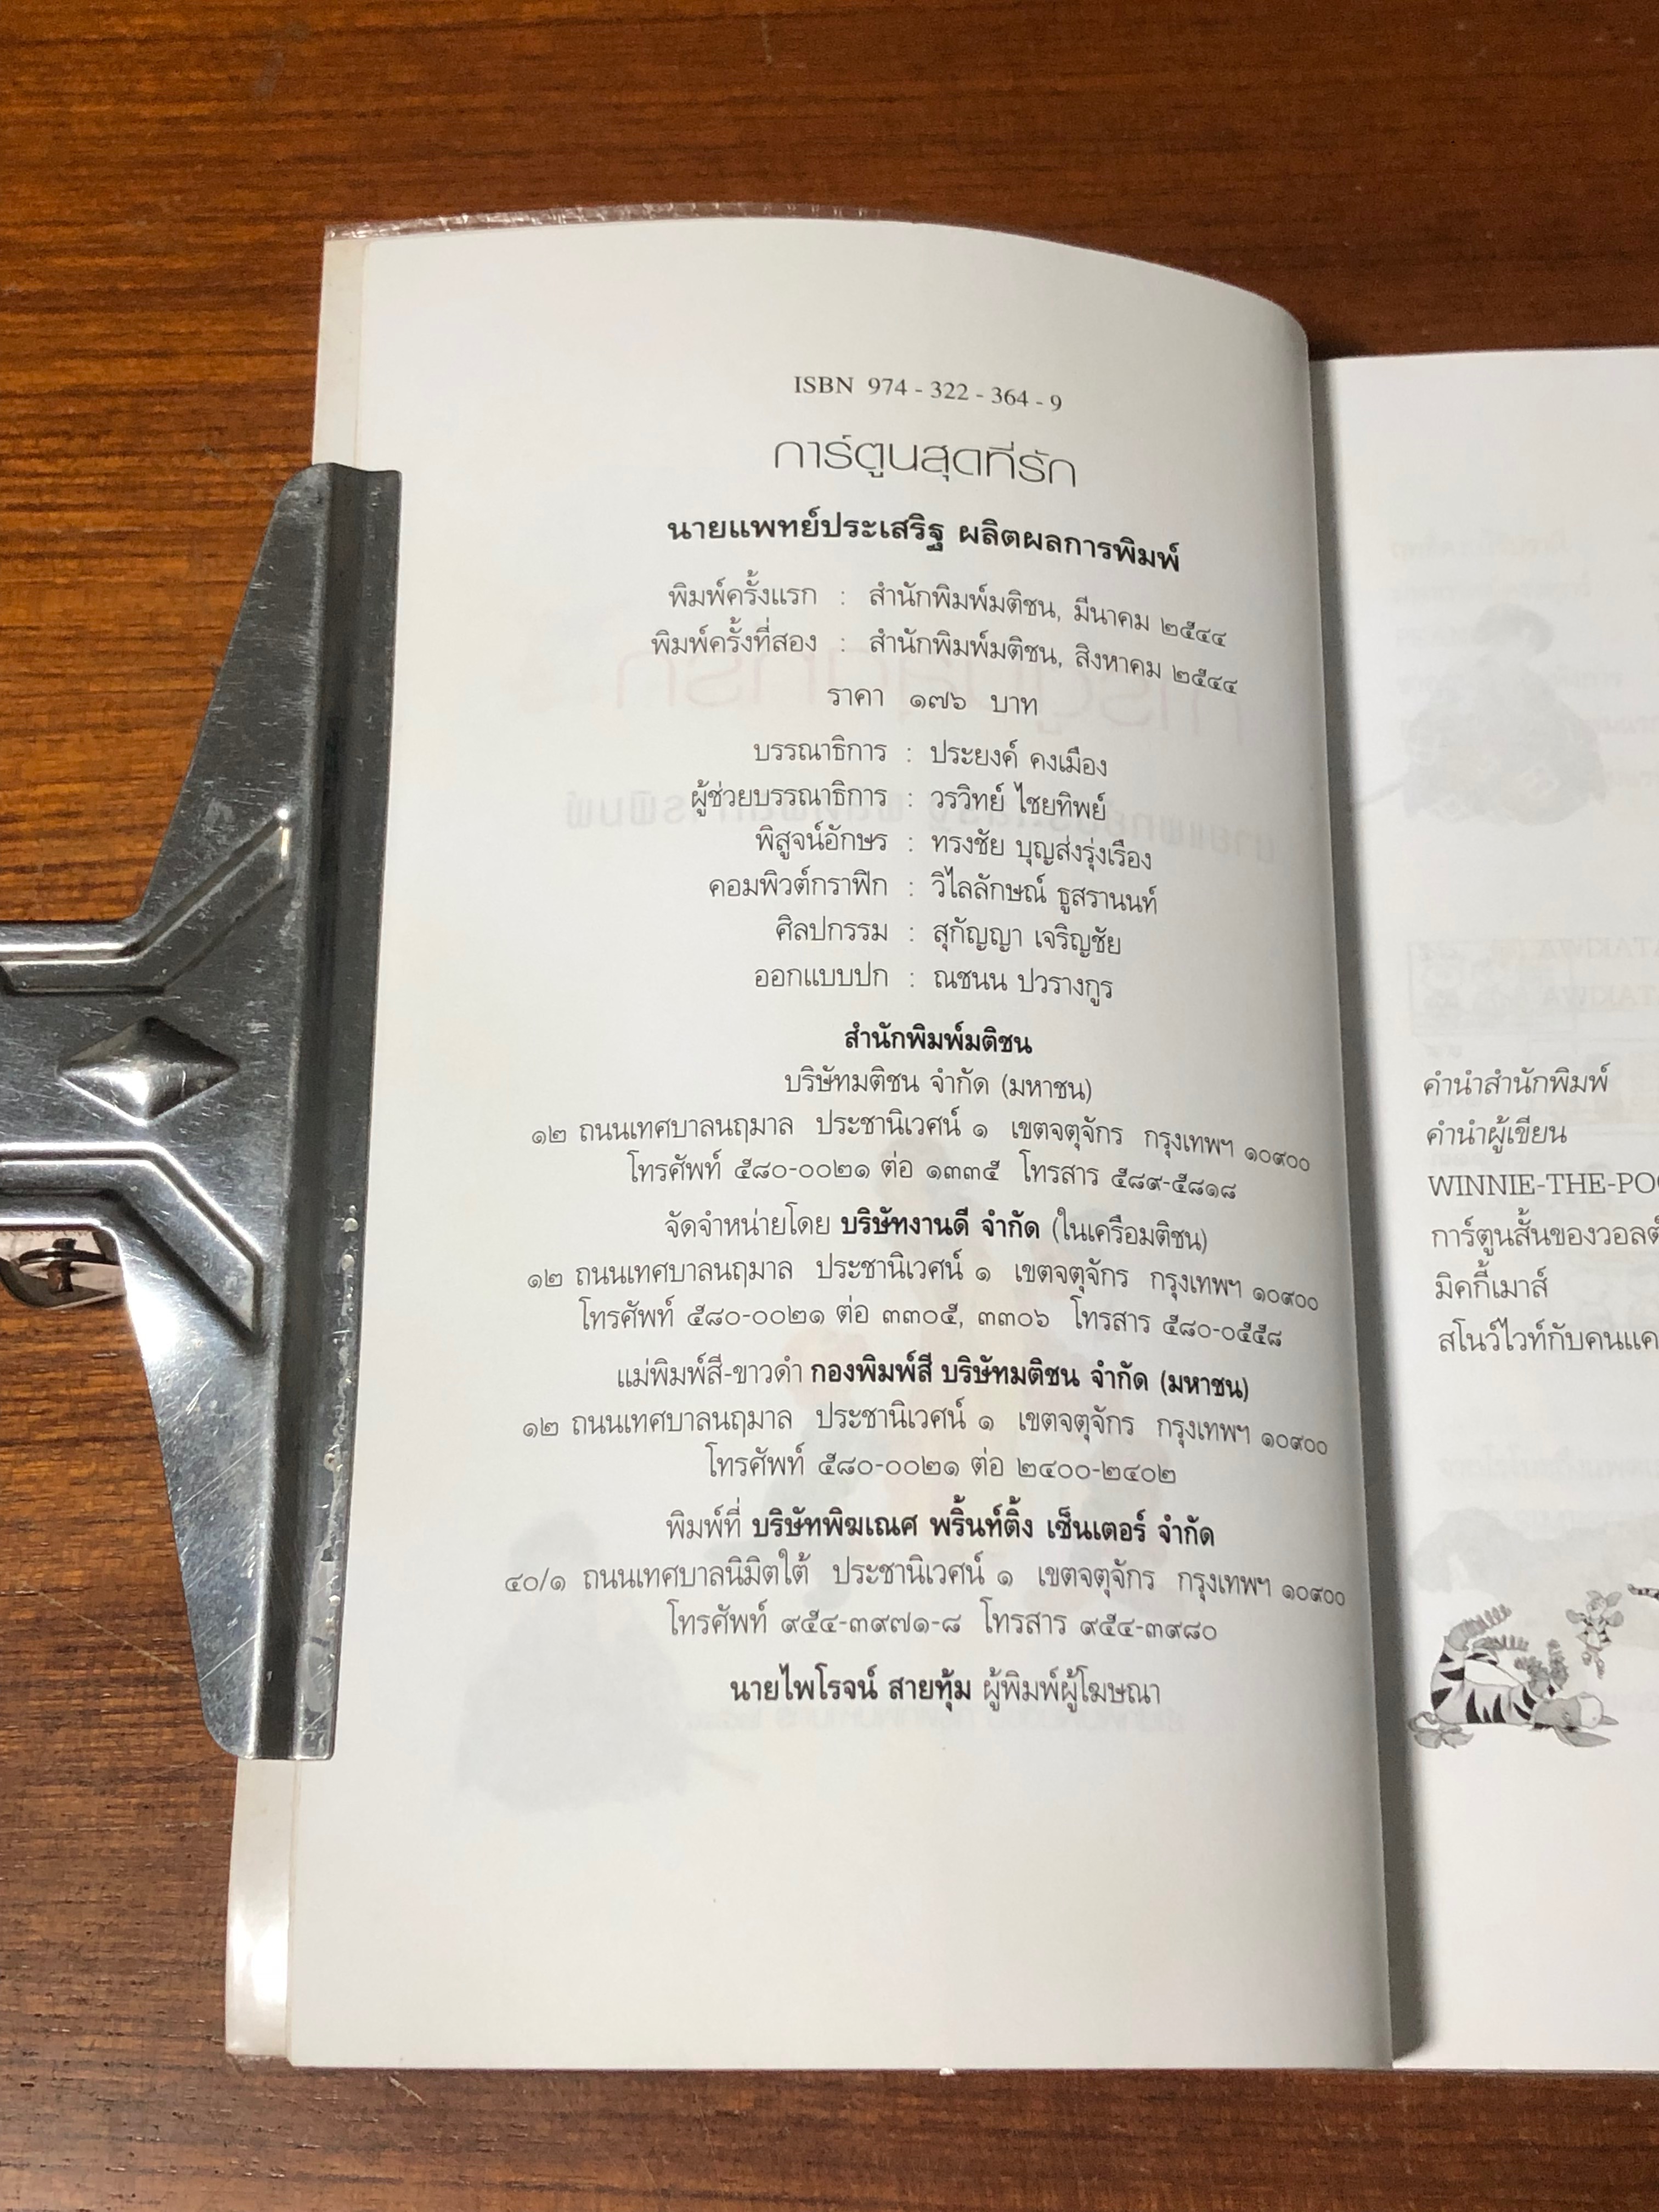 ISBN 974 - 322 - 364 - 9
การ์ตูนสุดที่รัก
นายแพทย์ประเสริฐ ผลิตผลการพิมพ์
พิมพ์ครั้งแรก : สำนักพิมพ์มติชน, มีนาคม ๒๕๔๔
พิมพ์ครั้งที่สอง : สำนักพิมพ์มติชน, สิงหาคม ๒๕๔๔
ราคา ๑๗๖ บาท
บรรณาธิการ : ประยงค์ คงเมือง
ผู้ช่วยบรรณาธิการ : วรวิทย์ ไชยทิพย์
พิสูจน์อักษร : ทรงชัย บุญส่งรุ่งเรือง
คอมพิวต์กราฟิก : วิไลลักษณ์ ธูสรานนท์
ศิลปกรรม : สุกัญญา เจริญชัย
ออกแบบปก : ณชนน ปวรางกูร
สำนักพิมพ์มติชน
บริษัทมติชน จำกัด (มหาชน)
๑๒ ถนนเทศบาลนฤมาล ประชานิเวศน์ ๑ เขตจตุจักร กรุงเทพฯ ๑๐๙๐๐
โทรศัพท์ ๕๘๐-๐๐๒๑ ต่อ ๑๓๓๕ โทรสาร ๕๘๙-๕๘๑๘
จัดจำหน่ายโดย บริษัทงานดี จำกัด (ในเครือมติชน)
๑๒ ถนนเทศบาลนฤมาล ประชานิเวศน์ ๑ เขตจตุจักร กรุงเทพฯ ๑๐๙๐๐
โทรศัพท์ ๕๘๐-๐๐๒๑ ต่อ ๓๓๐๕, ๓๓๐๖ โทรสาร ๕๘๐-๐๕๕๘
แม่พิมพ์สี-ขาวดำ กองพิมพ์สี บริษัทมติชน จำกัด (มหาชน)
๑๒ ถนนเทศบาลนฤมาล ประชานิเวศน์ ๑ เขตจตุจักร กรุงเทพฯ ๑๐๙๐๐
โทรศัพท์ ๕๘๐-๐๐๒๑ ต่อ ๒๔๐๐-๒๔๐๒
พิมพ์ที่ บริษัทพิฆเณศ พริ้นท์ติ้ง เซ็นเตอร์ จำกัด
๔๐/๑ ถนนเทศบาลนิมิตใต้ ประชานิเวศน์ ๑ เขตจตุจักร กรุงเทพฯ ๑๐๙๐๐
โทรศัพท์ ๙๕๔-๓๙๗๑-๘ โทรสาร ๙๕๔-๓๙๘๐
นายไพโรจน์ สายทุ้ม ผู้พิมพ์ผู้โฆษณา
คำนำสำนักพิมพ์
คำนำผู้เขียน
WINNIE-THE-PO
การ์ตูนสั้นของวอลต์
มิคกี้เมาส์
สโนว์ไวท์กับคนแค